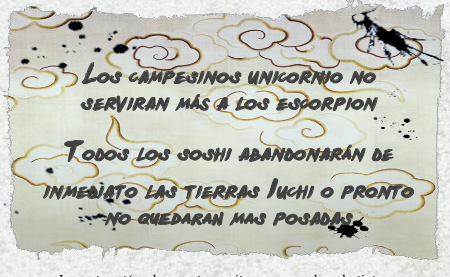 Los campesinos unicornio no
serviran más a los escorpion
Todos los soshi abandonarán de
inmediato las tierras Iuchi o pronto
no quedaran mas posadas.